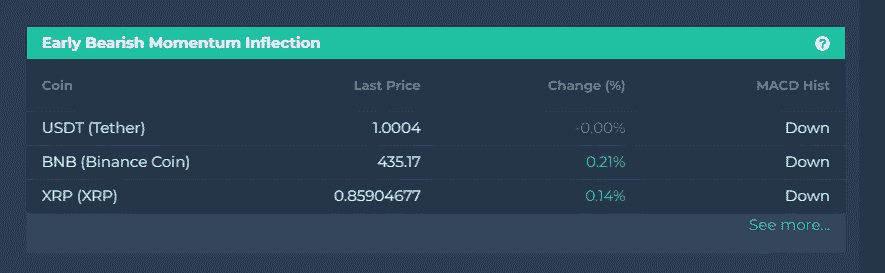 Early Bearish Momentum Inflection ?
Coin Last Price Change (%) MACD Hist
USDT (Tether) 1.0004 -0.00% Down
BNB (Binance Coin) 435.17 0.21% Down
XRP (XRP) 0.85904677 0.14% Down
See more...